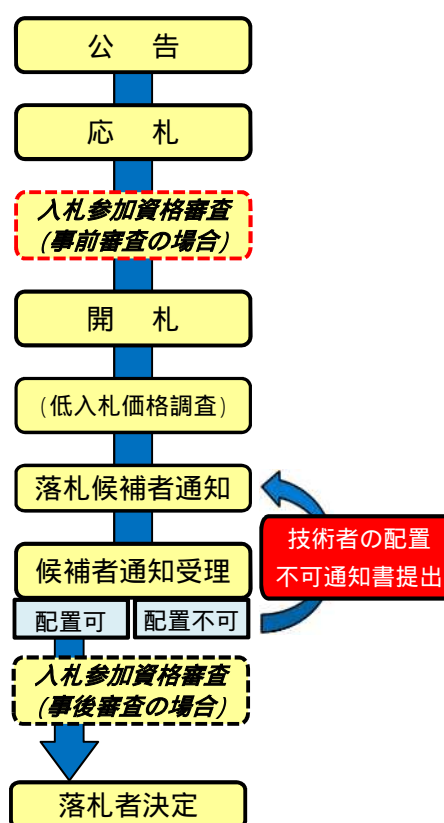 公　告
応　札
入札参加資格審査
(事前審査の場合)
開　札
(低入札価格調査)
落札候補者通知
候補者通知受理
配置可
配置不可
技術者の配置
不可通知書提出
入札参加資格審査
(事後審査の場合)
落札者決定